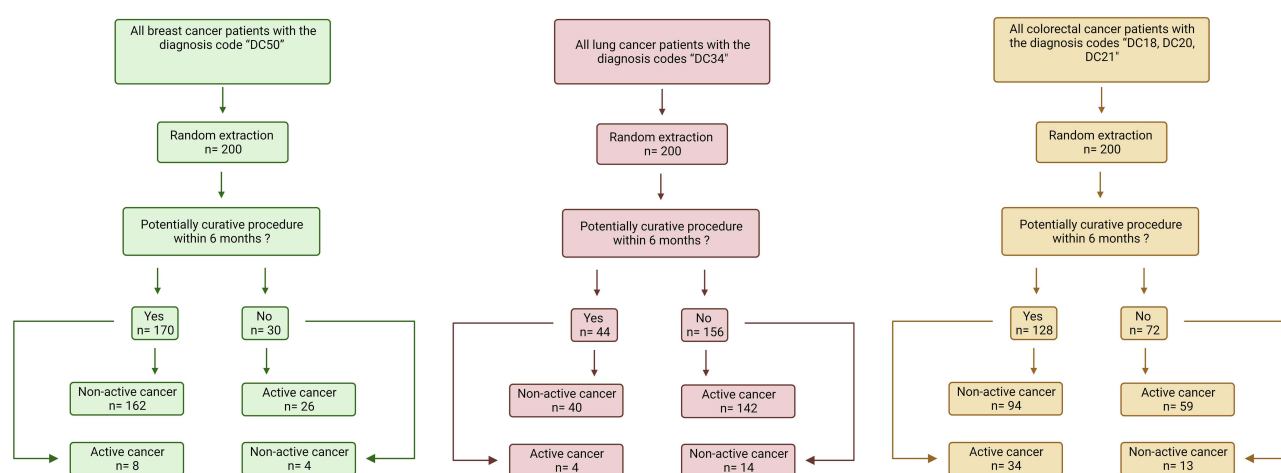 All breast cancer patients with the
diagnosis code “DC50”
Random extraction
n= 200
Potentially curative procedure
within 6 months ?
Yes
n= 170
No
n= 30
Non-active cancer
n= 162
Active cancer
n= 26
Active cancer
n= 8
Non-active cancer
n= 4
All lung cancer patients with the
diagnosis codes “DC34"
Random extraction
n= 200
Potentially curative procedure
within 6 months ?
Yes
n= 44
No
n= 156
Non-active cancer
n= 40
Active cancer
n= 142
Active cancer
n= 4
Non-active cancer
n= 14
All colorectal cancer patients with
the diagnosis codes “DC18, DC20,
DC21"
Random extraction
n= 200
Potentially curative procedure
within 6 months ?
Yes
n= 128
No
n= 72
Non-active cancer
n= 94
Active cancer
n= 59
Active cancer
n= 34
Non-active cancer
n= 13